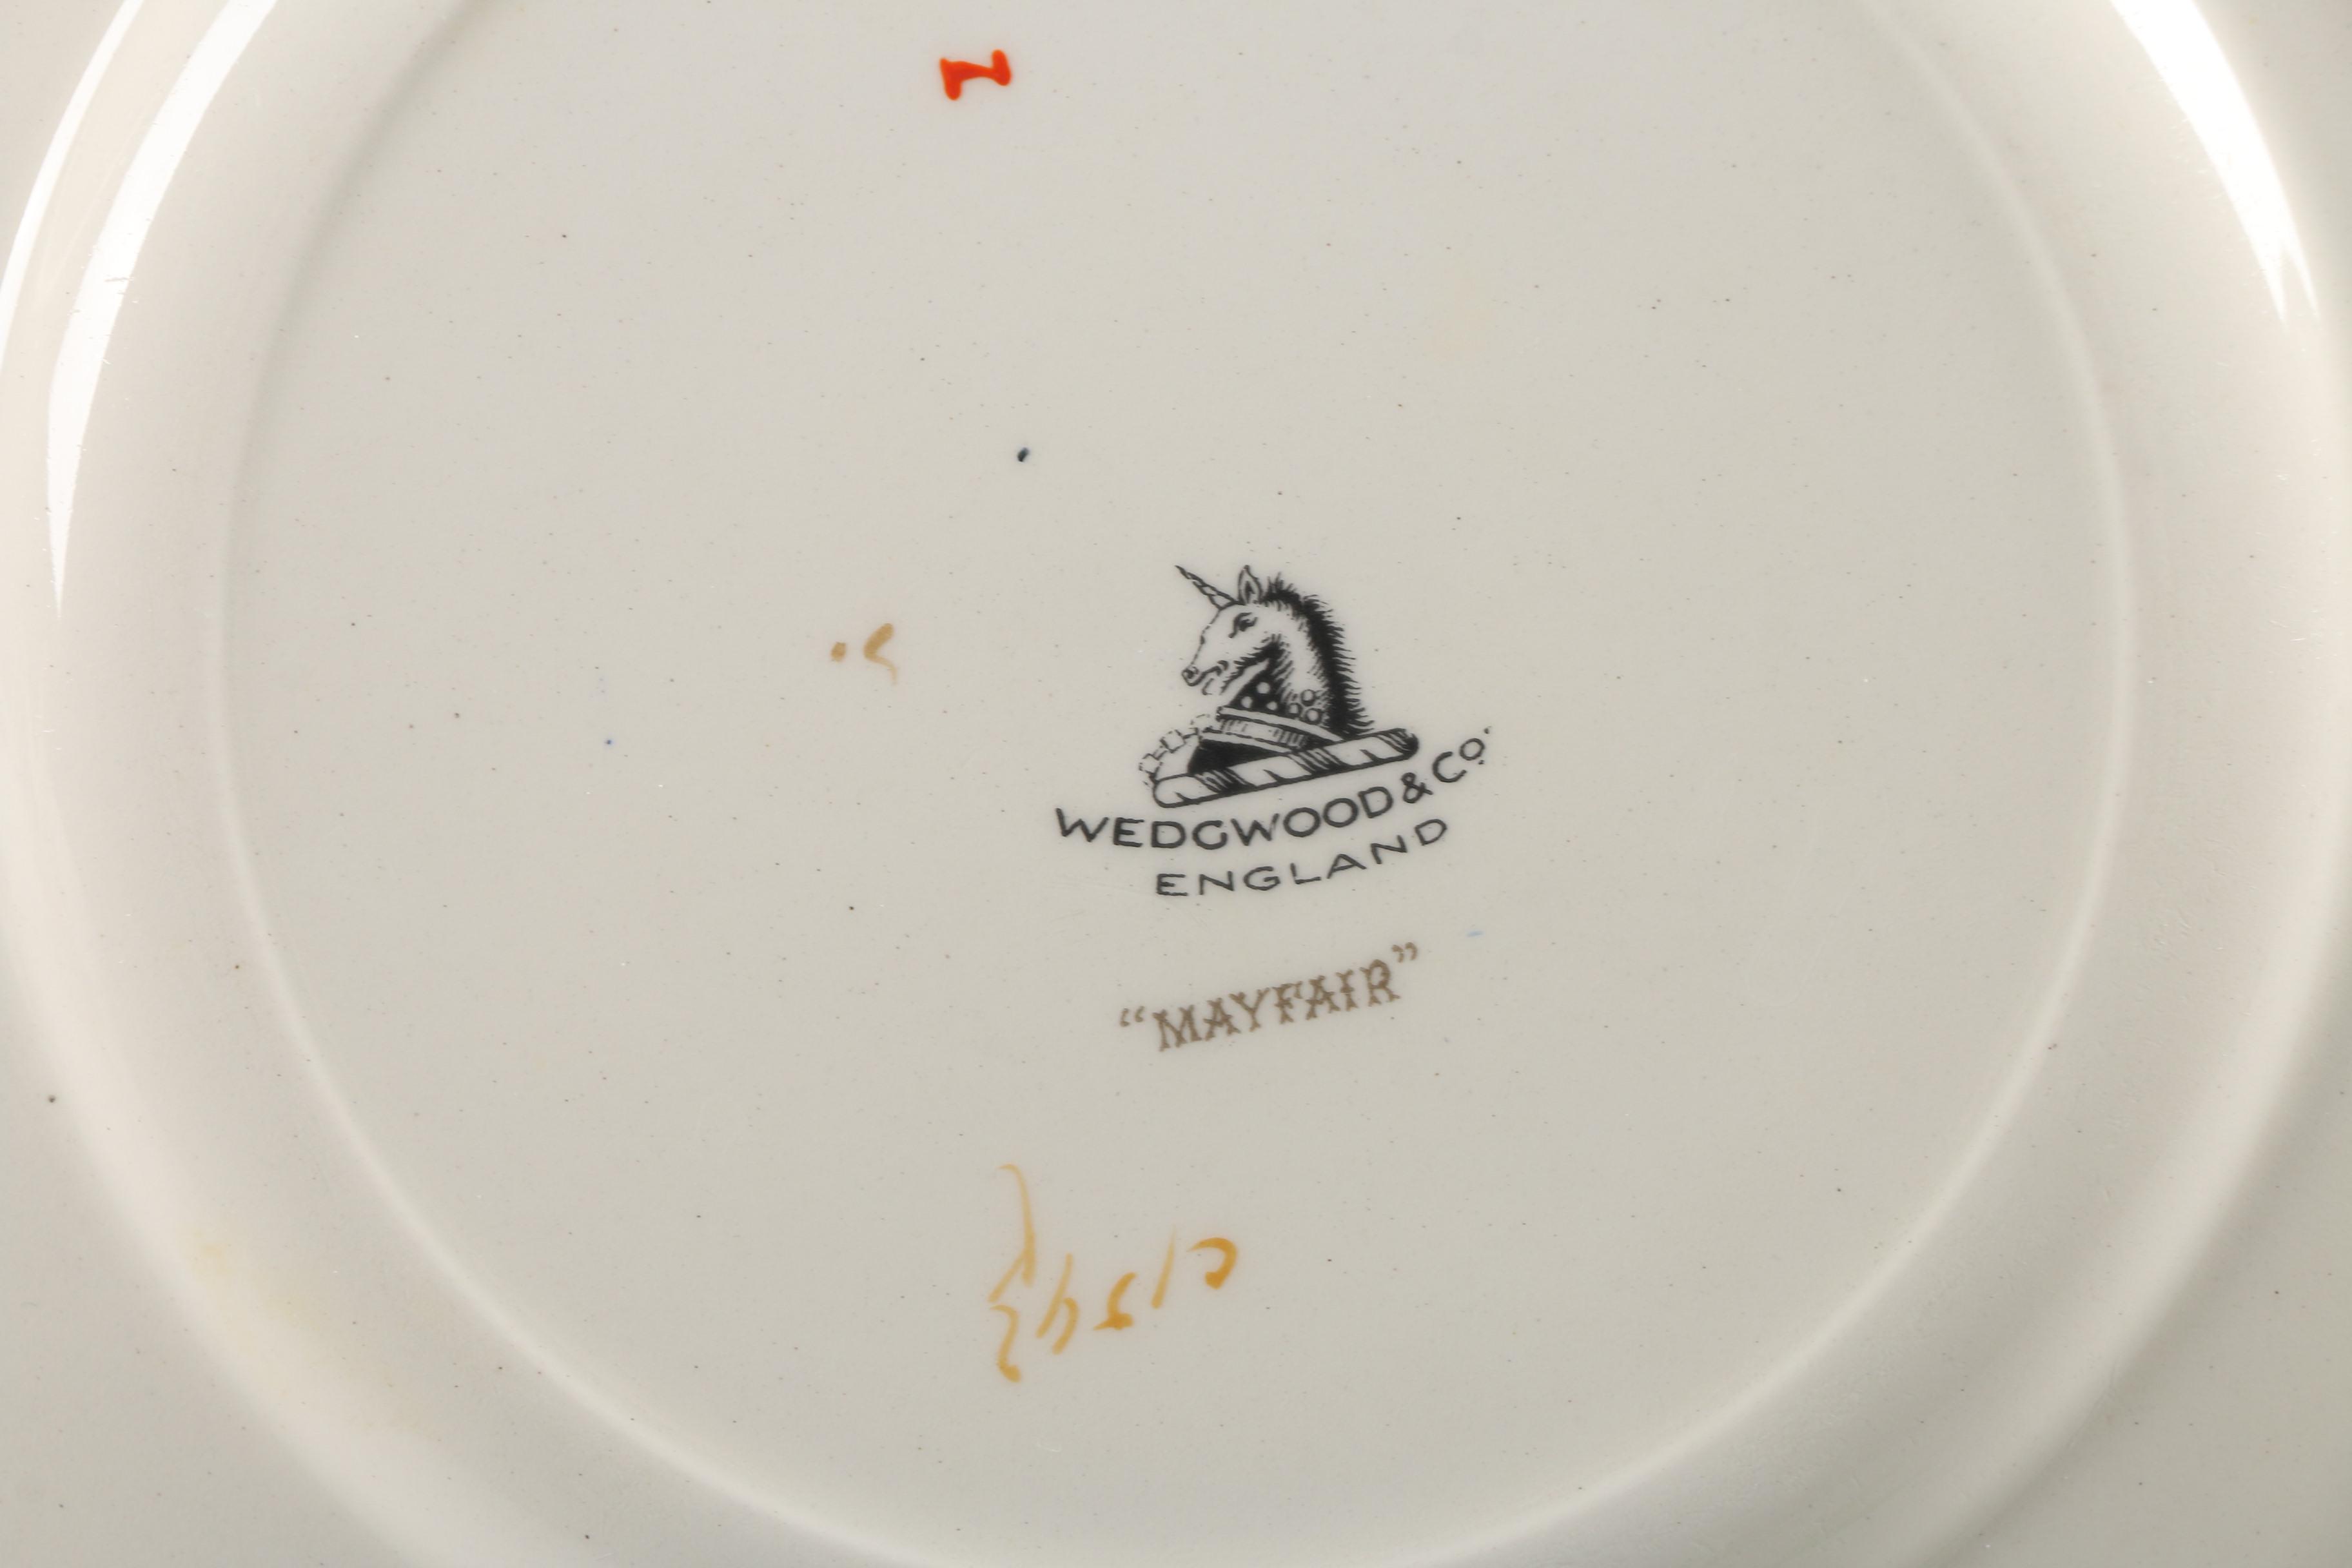 WEDGWOOD & Co.
ENGLAND
"MAYFAIR"